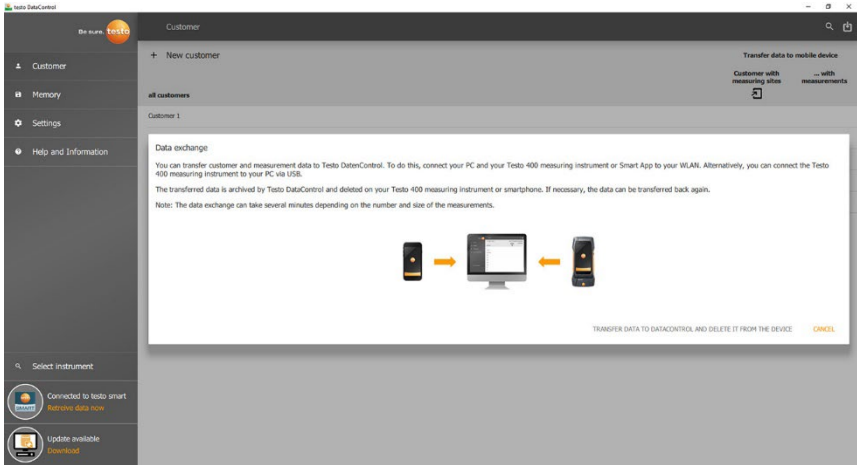 testo DataControl
Be sure. testo
Customer
+ New customer
Transfer data to mobile device
Customer with
measuring sites
... with
measurements
Customer
Memory
Settings
Help and Information
all customers
Customer 1
Data exchange
You can transfer customer and measurement data to Testo DatenControl. To do this, connect your PC and your Testo 400 measuring instrument or Smart App to your WLAN. Alternatively, you can connect the Testo
400 measuring instrument to your PC via USB.
The transferred data is archived by Testo DataControl and deleted on your Testo 400 measuring instrument or smartphone. If necessary, the data can be transferred back again.
Note: The data exchange can take several minutes depending on the number and size of the measurements.
TRANSFER DATA TO DATACONTROL AND DELETE IT FROM THE DEVICE
CANCEL
Select instrument
SMART
Connected to testo smart
Retreive data now
Update available
Download